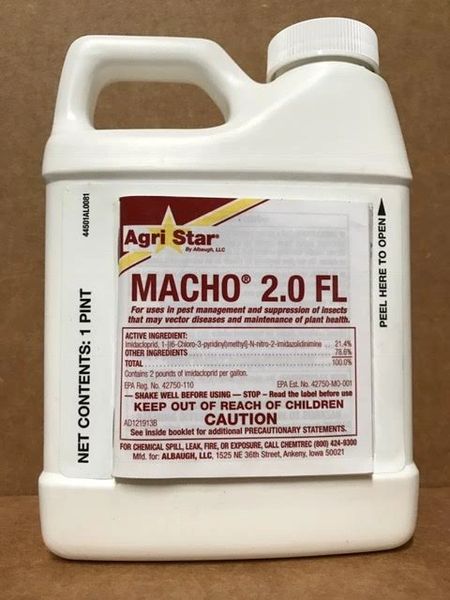 Agri Star®
By Albaugh, LLC
MACHO® 2.0 FL
For uses in pest management and suppression of insects
that may vector diseases and maintenance of plant health.
ACTIVE INGREDIENT:
Imidacloprid, 1-[(6-Chloro-3-pyridinyl)methyl]-N-nitro-2-imidazolidinimine ... 21.4%
OTHER INGREDIENTS ... 78.6%
TOTAL ... 100.0%
Contains 2 pounds of imidacloprid per gallon.
EPA Reg. No. 42750-110 EPA Est. No. 42750-MO-001
— SHAKE WELL BEFORE USING — STOP – Read the label before use
KEEP OUT OF REACH OF CHILDREN
CAUTION
AD121913B
See inside booklet for additional PRECAUTIONARY STATEMENTS.
FOR CHEMICAL SPILL, LEAK, FIRE, OR EXPOSURE, CALL CHEMTREC (800) 424-9300
Mfd. for: ALBAUGH, LLC, 1525 NE 36th Street, Ankeny, Iowa 50021
NET CONTENTS: 1 PINT
44501AL0081
PEEL HERE TO OPEN